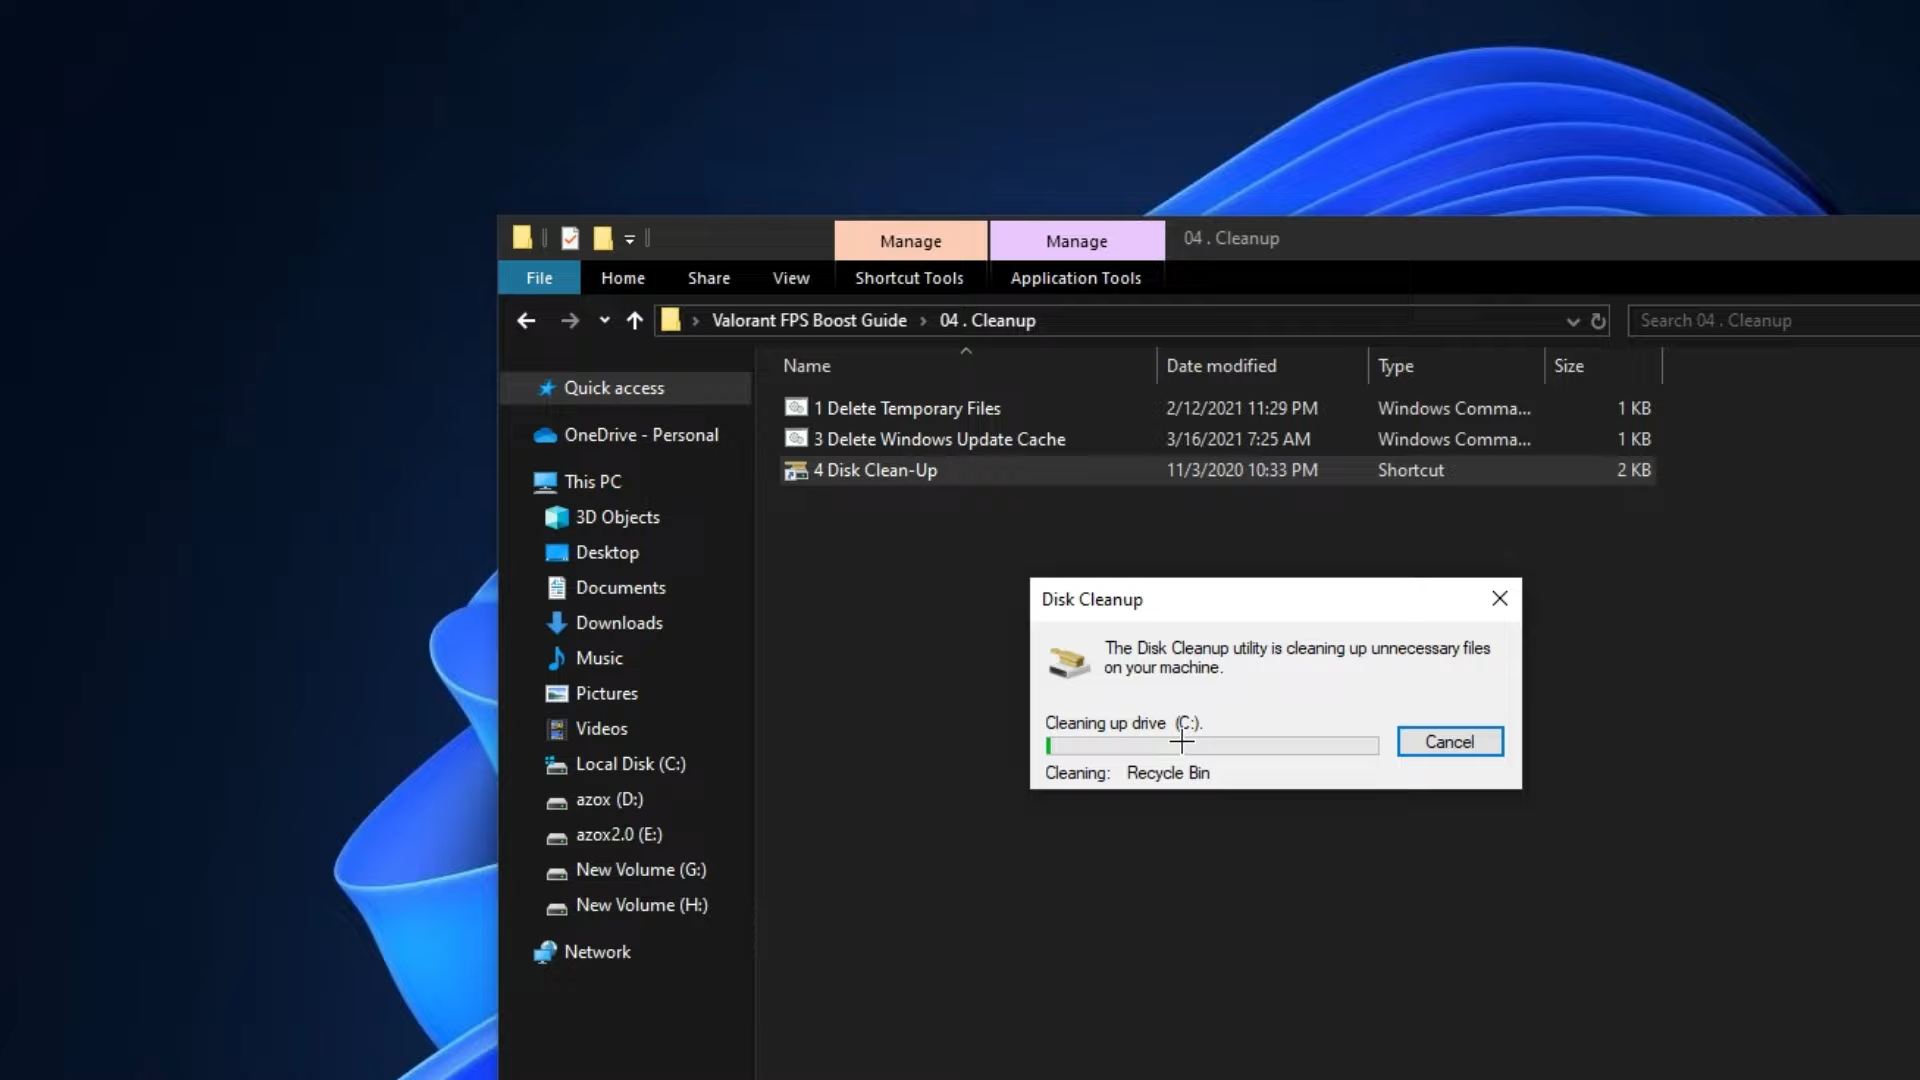 Manage
Manage
04 . Cleanup
File
Home
Share
View
Shortcut Tools
Application Tools
Valorant FPS Boost Guide › 04 . Cleanup
Search 04 . Cleanup
Name
Date modified
Type
Size
1 Delete Temporary Files 2/12/2021 11:29 PM Windows Comma... 1 KB
3 Delete Windows Update Cache 3/16/2021 7:25 AM Windows Comma... 1 KB
4 Disk Clean-Up 11/3/2020 10:33 PM Shortcut 2 KB
Quick access
OneDrive - Personal
This PC
3D Objects
Desktop
Documents
Downloads
Music
Pictures
Videos
Local Disk (C:)
azox (D:)
azox2.0 (E:)
New Volume (G:)
New Volume (H:)
Network
Disk Cleanup
The Disk Cleanup utility is cleaning up unnecessary files
on your machine.
Cleaning up drive (C:).
Cancel
Cleaning: Recycle Bin